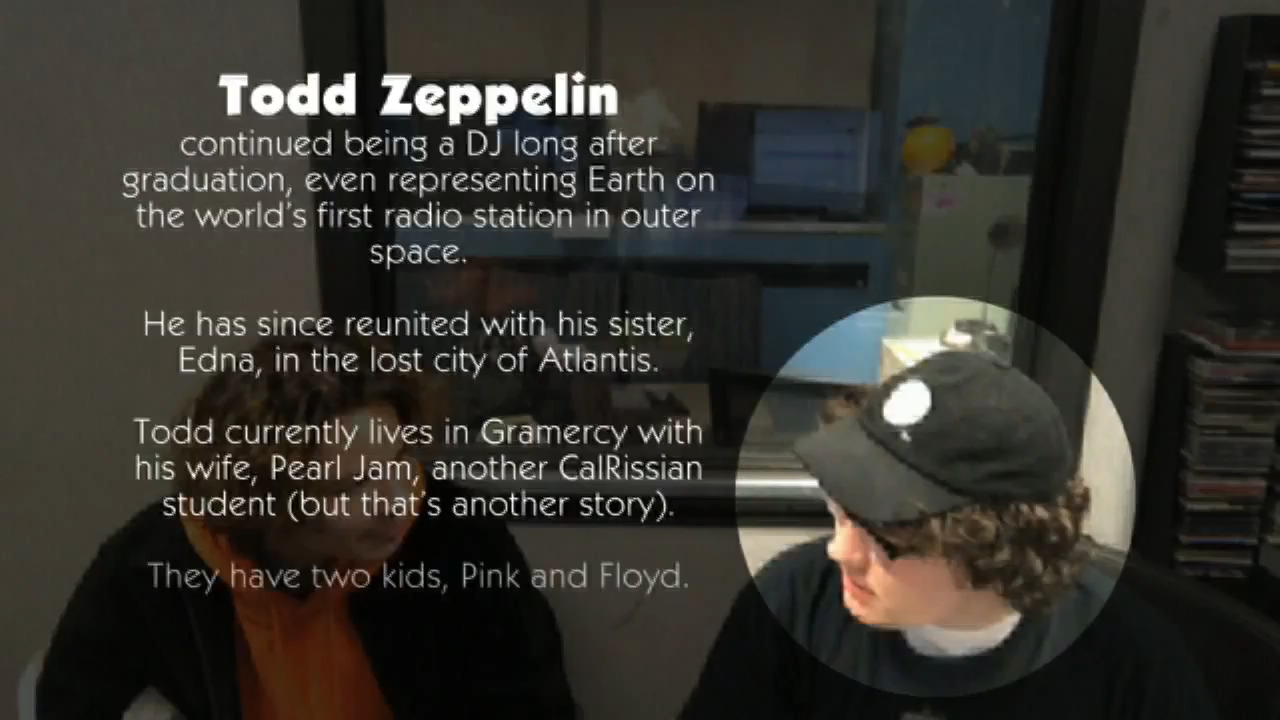 Todd Zeppelin
continued being a DJ long after
graduation, even representing Earth on
the world's first radio station in outer
space.
He has since reunited with his sister,
Edna, in the lost city of Atlantis.
Todd currently lives in Gramercy with
his wife, Pearl Jam, another CalRissian
student (but that's another story).
They have two kids, Pink and Floyd.